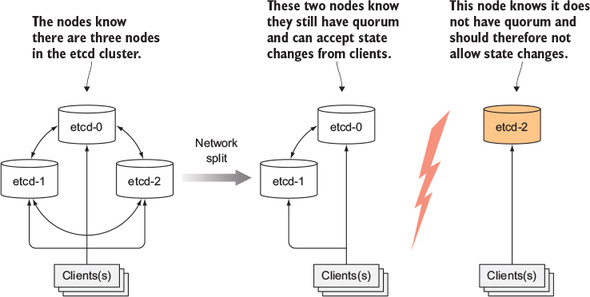 The nodes know
there are three nodes
in the etcd cluster.
These two nodes know
they still have quorum
and can accept state
changes from clients.
This node knows it does
not have quorum and
should therefore not
allow state changes.
etcd-0
etcd-1
etcd-2
Clients(s)
Network
split
etcd-0
etcd-1
Clients(s)
etcd-2
Clients(s)